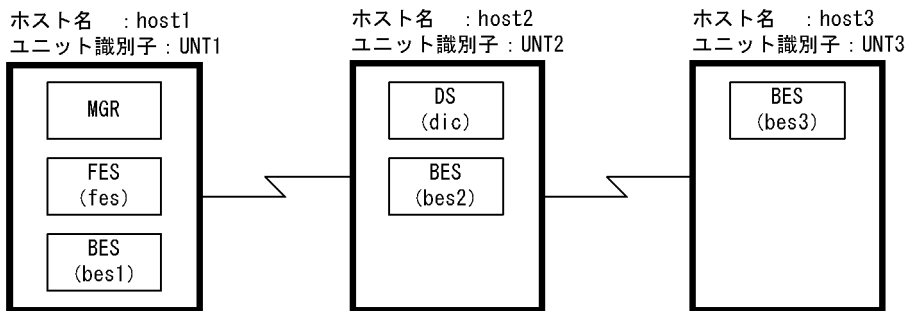 ホスト名　：host1
ユニット識別子：UNT1
MGR
FES
(fes)
BES
(bes1)
ホスト名　：host2
ユニット識別子：UNT2
DS
(dic)
BES
(bes2)
ホスト名　：host3
ユニット識別子：UNT3
BES
(bes3)